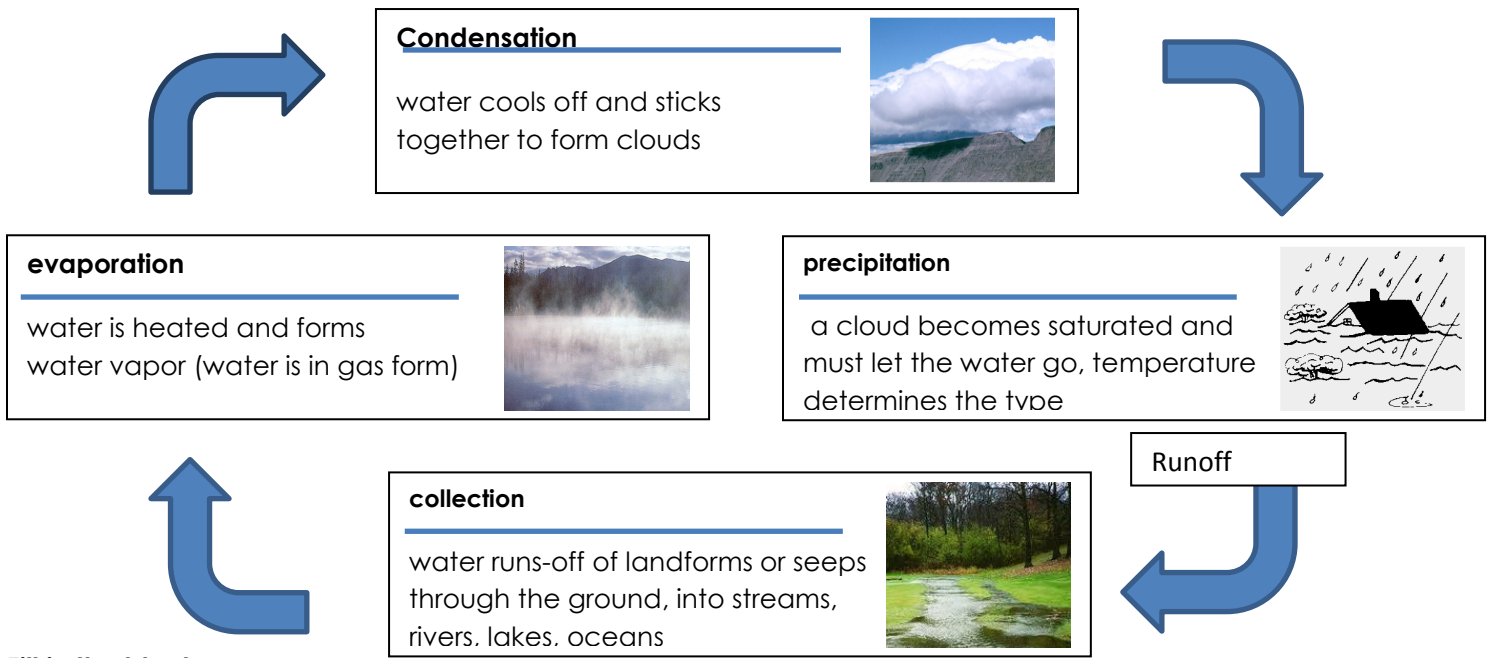 Condensation
water cools off and sticks
together to form clouds
evaporation
water is heated and forms
water vapor (water is in gas form)
precipitation
a cloud becomes saturated and
must let the water go, temperature
determines the type
Runoff
collection
water runs-off of landforms or seeps
through the ground, into streams,
rivers, lakes, oceans